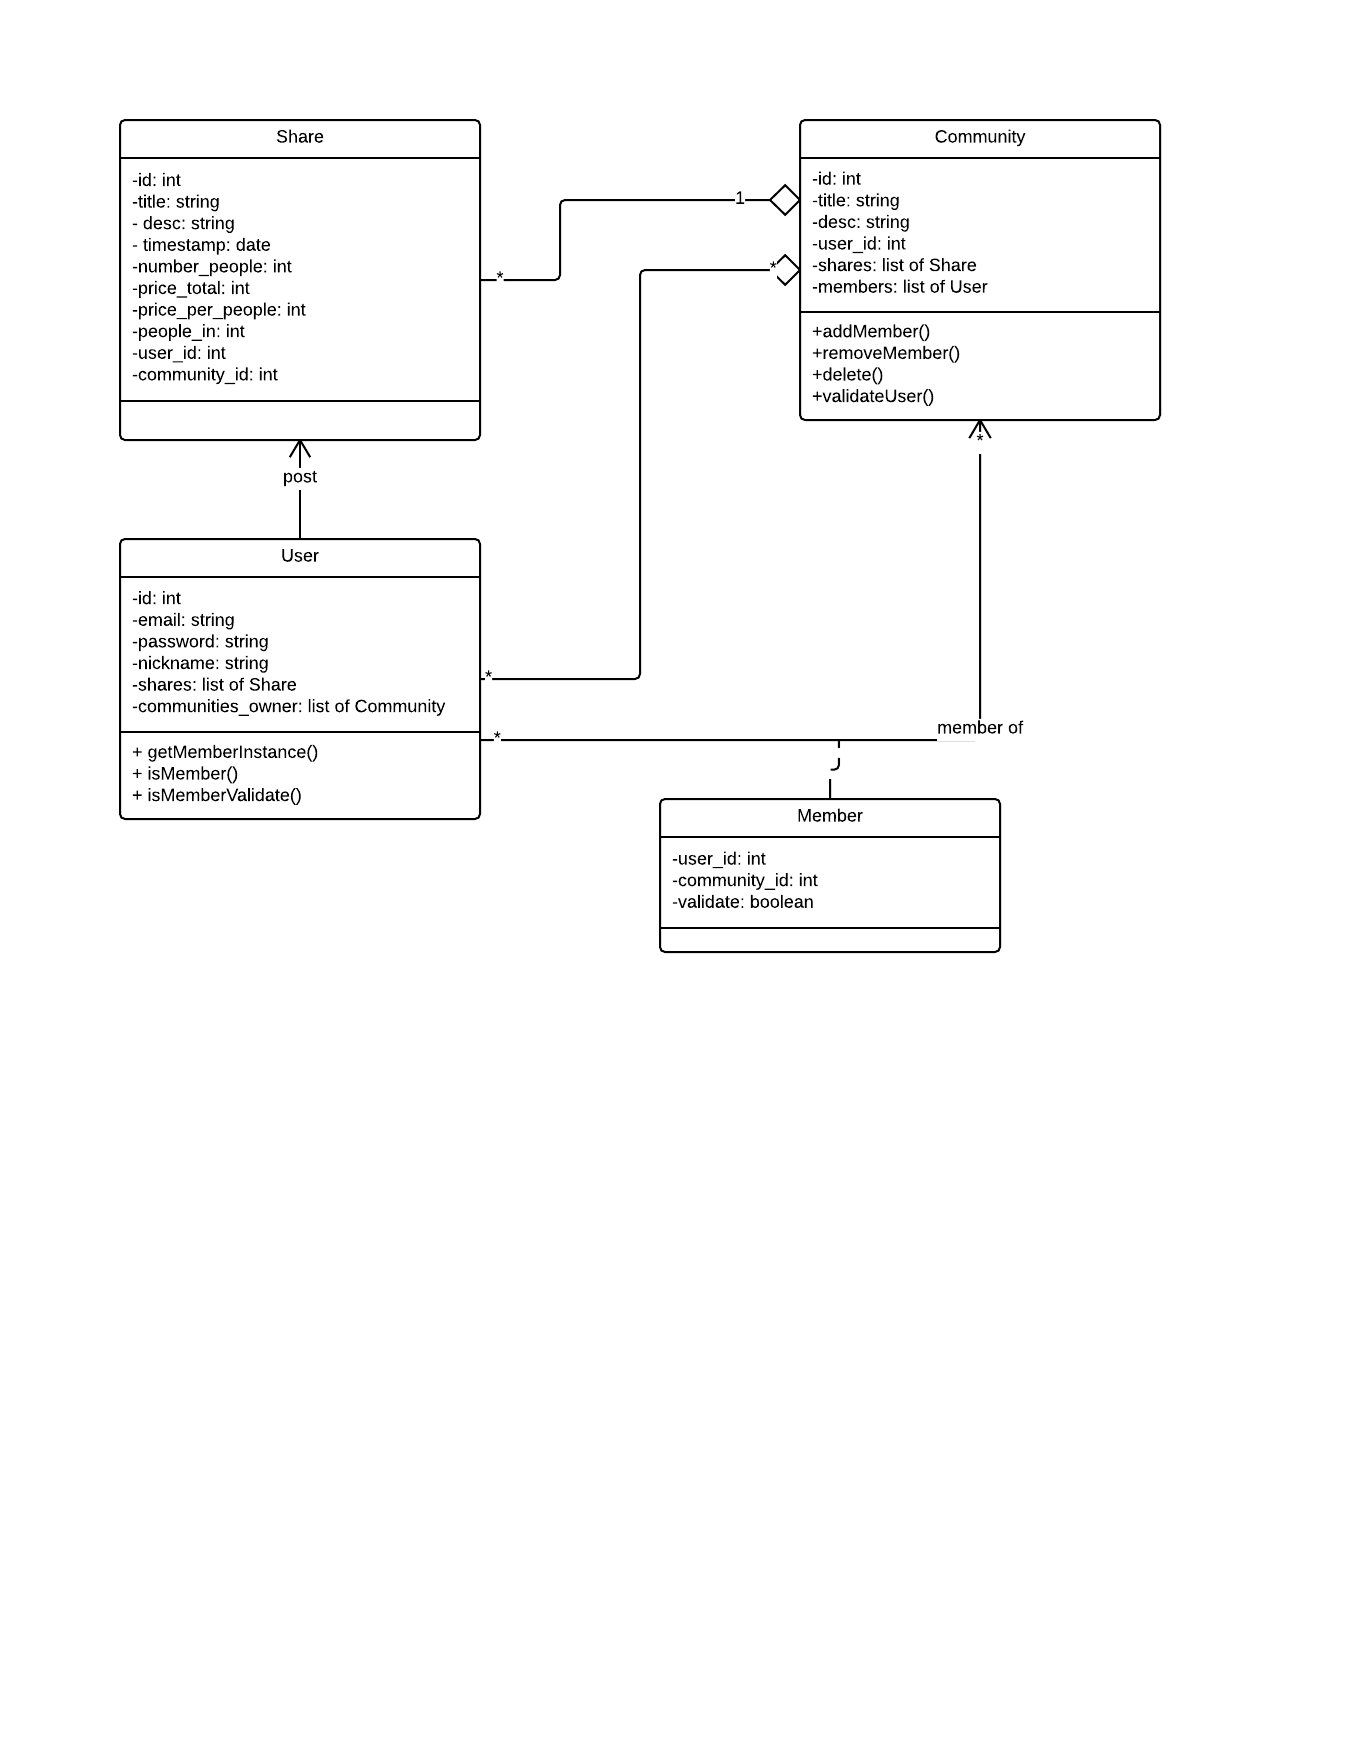 Share
-id: int
-title: string
- desc: string
- timestamp: date
-number_people: int
-price_total: int
-price_per_people: int
-people_in: int
-user_id: int
-community_id: int
*
1
Community
-id: int
-title: string
-desc: string
-user_id: int
-shares: list of Share
-members: list of User
+addMember()
+removeMember()
+delete()
+validateUser()
*
*
post
User
-id: int
-email: string
-password: string
-nickname: string
-shares: list of Share
-communities_owner: list of Community
+ getMemberInstance()
+ isMember()
+ isMemberValidate()
*
*
member of
Member
-user_id: int
-community_id: int
-validate: boolean